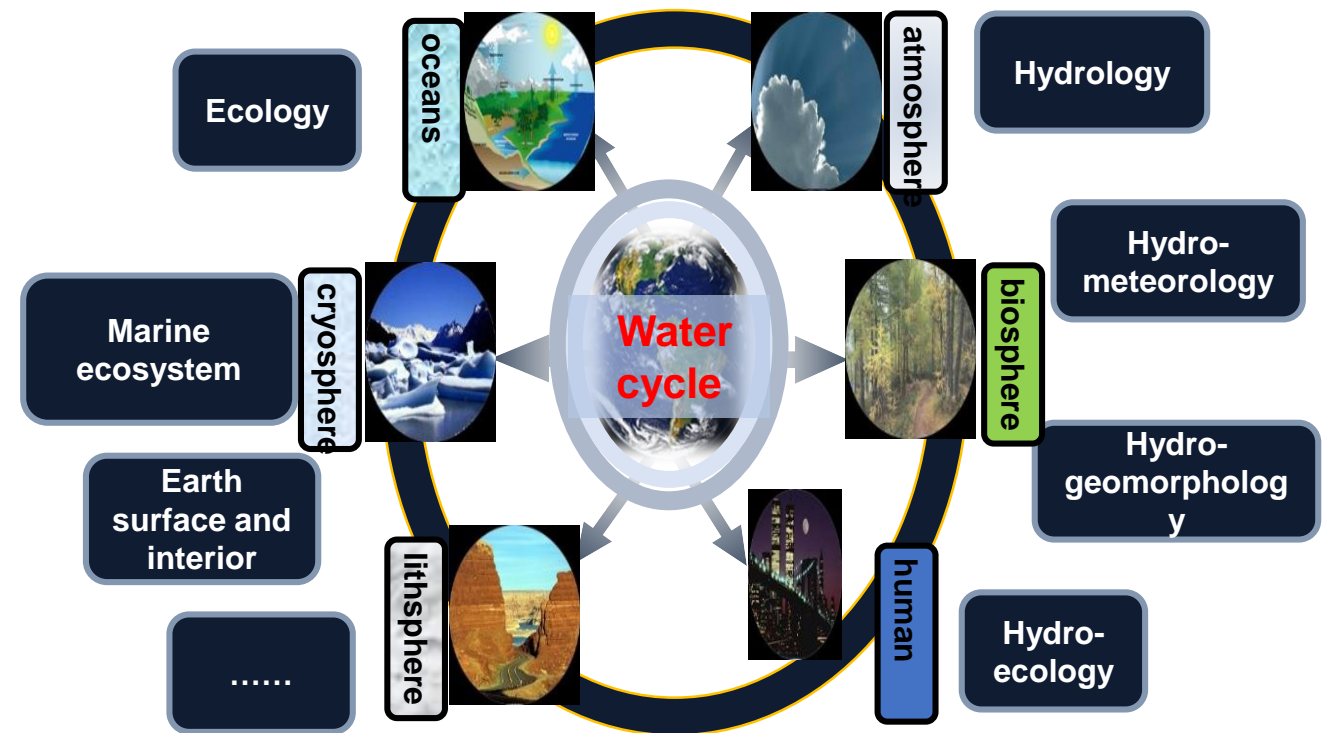 Ecology
oceans
atmosphere
Hydrology
Marine
ecosystem
cryosphere
Water
cycle
biosphere
Hydro-
meteorology
Earth
surface and
interior
Hydro-
geomorpholog
y
lithsphere
human
Hydro-
ecology
......